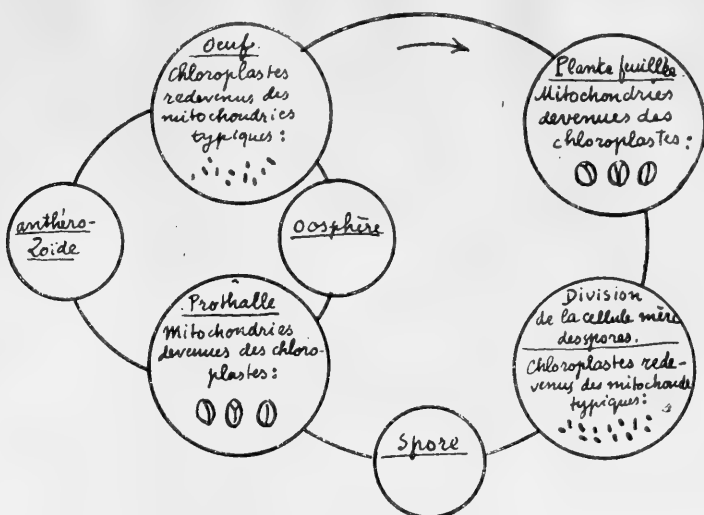 Oeuf.
Chloroplastes
redevenus des
mitochondries
typiques:
Plante feuillée
Mitochondries
devenues des
chloroplastes:
anthéro-
Zoïde
oosphère
Prothalle
Mitochondries
devenues des chloro-
plastes:
Division
de la cellule mère
des spores.
Chloroplastes rede-
venus des mitochond
typiques:
Spore